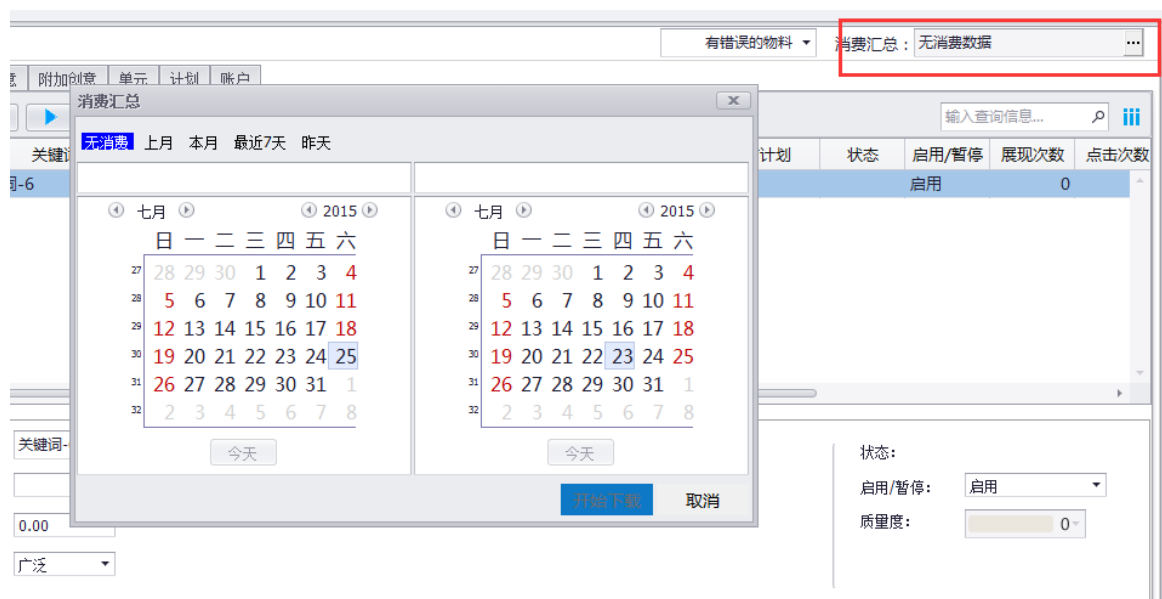 有错误的物料
消费汇总：
无消费数据
...
附加创意
单元
计划
账户
消费汇总
无消费
上月
本月
最近7天
昨天
七月
2015
日 一 二 三 四 五 六
27 28 29 30 1 2 3 4
28 5 6 7 8 9 10 11
29 12 13 14 15 16 17 18
30 19 20 21 22 23 24 25
31 26 27 28 29 30 31 1
32 2 3 4 5 6 7 8
今天
七月
2015
日 一 二 三 四 五 六
27 28 29 30 1 2 3 4
28 5 6 7 8 9 10 11
29 12 13 14 15 16 17 18
30 19 20 21 22 23 24 25
31 26 27 28 29 30 31 1
32 2 3 4 5 6 7 8
今天
开始下载
取消
输入查询信息...
关键词
计划
状态
启用/暂停
展现次数
点击次数
-6
启用
0
关键词-
0.00
广泛
状态：
启用/暂停：
启用
质量度：
0